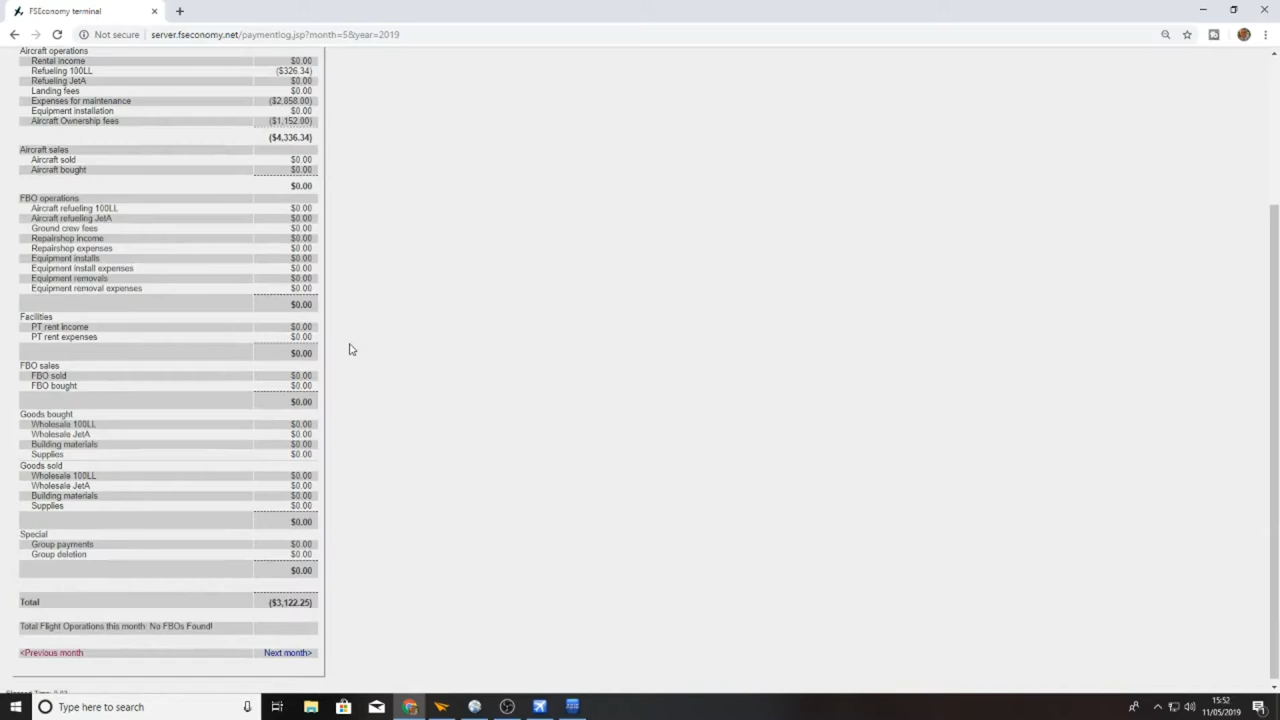 FSEconomy terminal
Not secure server.fseconomy.net/paymentlog.jsp?month=5&year=2019
Aircraft operations
Rental income $0.00
Refueling 100LL ($326.34)
Refueling JetA $0.00
Landing fees $0.00
Expenses for maintenance ($2,858.00)
Equipment installation $0.00
Aircraft Ownership fees ($1,152.00)
($4,336.34)
Aircraft sales
Aircraft sold $0.00
Aircraft bought $0.00
$0.00
FBO operations
Aircraft refueling 100LL $0.00
Aircraft refueling JetA $0.00
Ground crew fees $0.00
Repairshop income $0.00
Repairshop expenses $0.00
Equipment installs $0.00
Equipment install expenses $0.00
Equipment removals $0.00
Equipment removal expenses $0.00
$0.00
Facilities
PT rent income $0.00
PT rent expenses $0.00
$0.00
FBO sales
FBO sold $0.00
FBO bought $0.00
$0.00
Goods bought
Wholesale 100LL $0.00
Wholesale JetA $0.00
Building materials $0.00
Supplies $0.00
Goods sold
Wholesale 100LL $0.00
Wholesale JetA $0.00
Building materials $0.00
Supplies $0.00
$0.00
Special
Group payments $0.00
Group deletion $0.00
$0.00
Total ($3,122.25)
Total Flight Operations this month: No FBOs Found!
<Previous month Next month>
Type here to search
15:52
11/05/2019